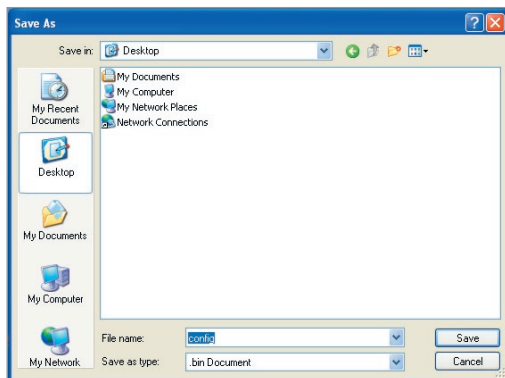 Save As
Save in:
Desktop
My Recent
Documents
Desktop
My Documents
My Computer
My Network
My Documents
My Computer
My Network Places
Network Connections
File name:
config
Save
Save as type:
.bin Document
Cancel